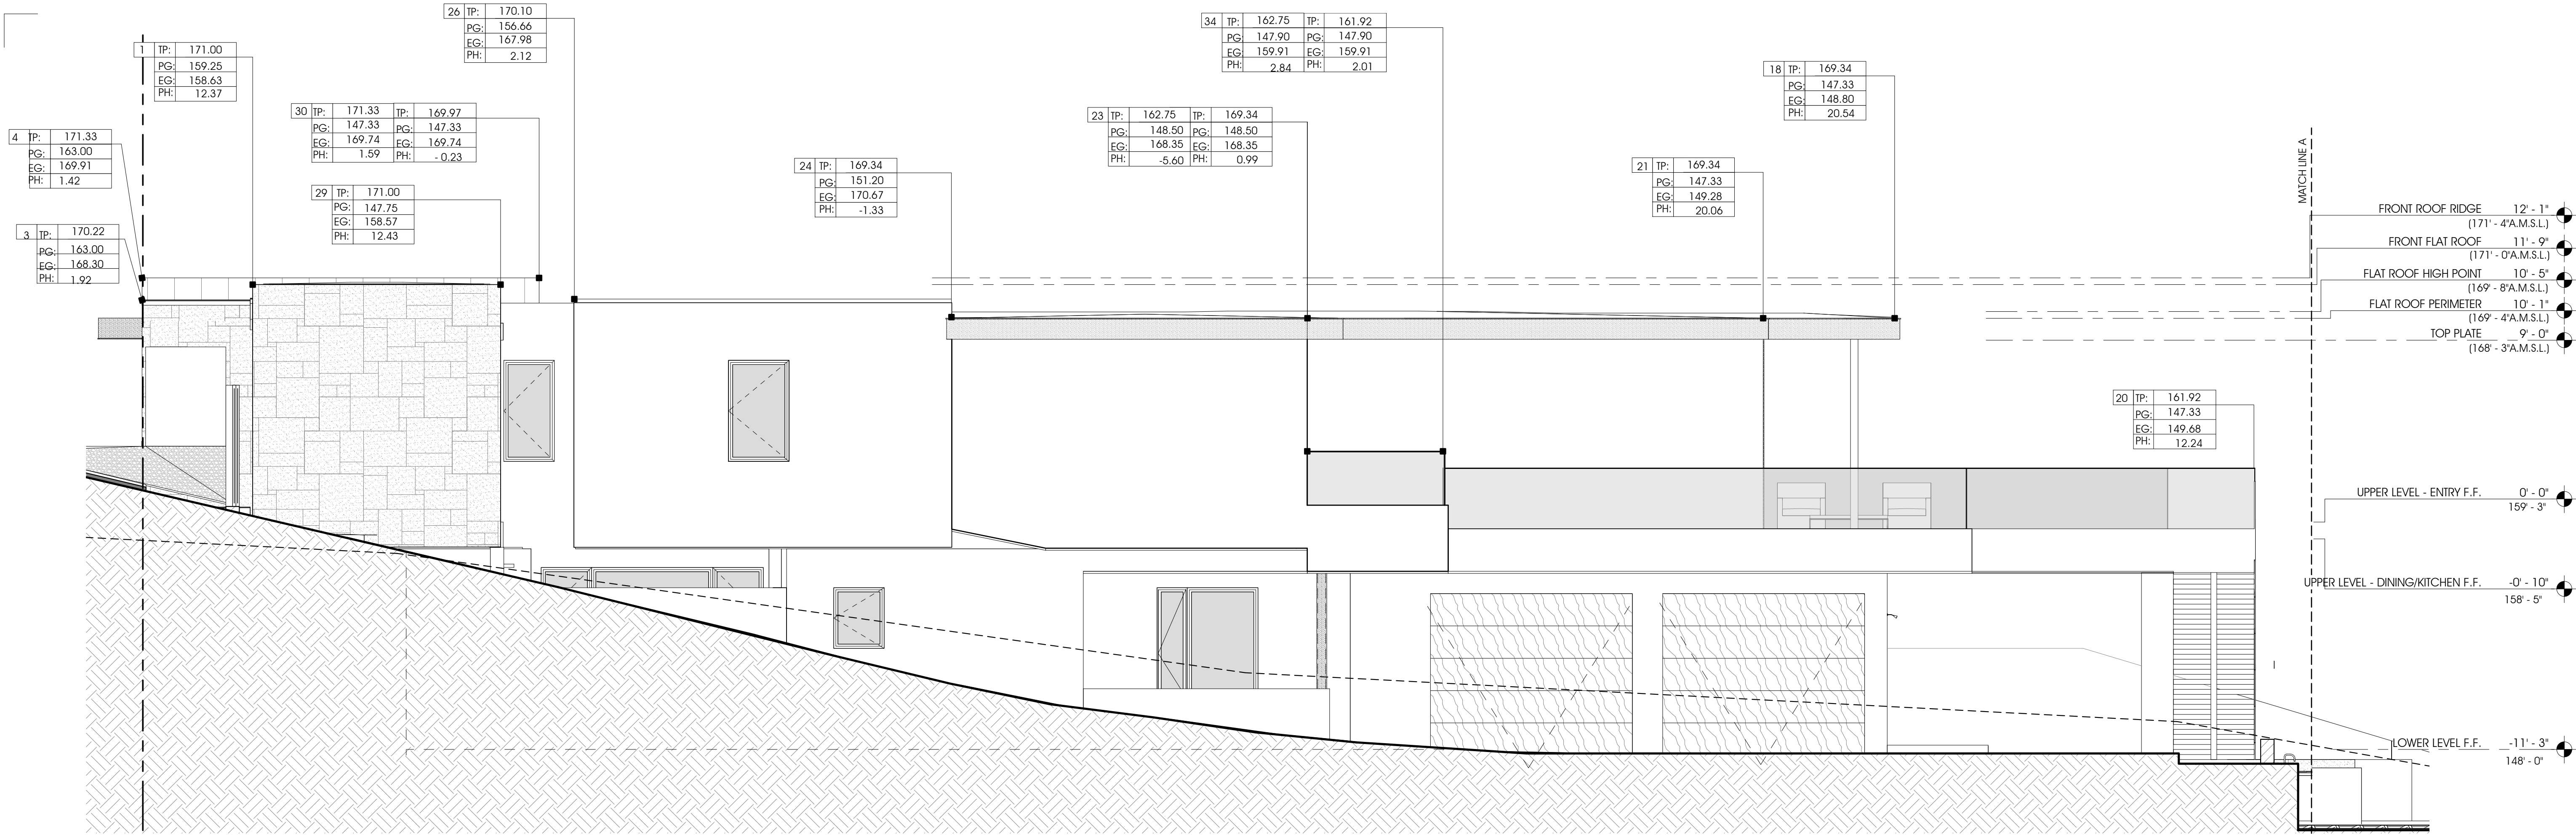 26 TP: 170.10
PG: 156.66
EG: 167.98
PH: 2.12
34 TP: 162.75 TP: 161.92
PG: 147.90 PG: 147.90
EG: 159.91 EG: 159.91
PH: 2.84 PH: 2.01
1 TP: 171.00
PG: 159.25
EG: 158.63
PH: 12.37
18 TP: 169.34
PG: 147.33
EG: 148.80
PH: 20.54
30 TP: 171.33 TP: 169.97
PG: 147.33 PG: 147.33
EG: 169.74 EG: 169.74
PH: 1.59 PH: - 0.23
23 TP: 162.75 TP: 169.34
PG: 148.50 PG: 148.50
EG: 168.35 EG: 168.35
PH: -5.60 PH: 0.99
4 TP: 171.33
PG: 163.00
EG: 169.91
PH: 1.42
24 TP: 169.34
PG: 151.20
EG: 170.67
PH: -1.33
21 TP: 169.34
PG: 147.33
EG: 149.28
PH: 20.06
29 TP: 171.00
PG: 147.75
EG: 158.57
PH: 12.43
3 TP: 170.22
PG: 163.00
EG: 168.30
PH: 1.92
MATCH LINE A
FRONT ROOF RIDGE 12' - 1"
(171' - 4"A.M.S.L.)
FRONT FLAT ROOF 11' - 9"
(171' - 0"A.M.S.L.)
FLAT ROOF HIGH POINT 10' - 5"
(169' - 8"A.M.S.L.)
FLAT ROOF PERIMETER 10' - 1"
(169' - 4"A.M.S.L.)
TOP PLATE 9' - 0"
(168' - 3"A.M.S.L.)
20 TP: 161.92
PG: 147.33
EG: 149.68
PH: 12.24
UPPER LEVEL - ENTRY F.F. 0' - 0"
159' - 3"
UPPER LEVEL - DINING/KITCHEN F.F. -0' - 10"
158' - 5"
LOWER LEVEL F.F. -11' - 3"
148' - 0"